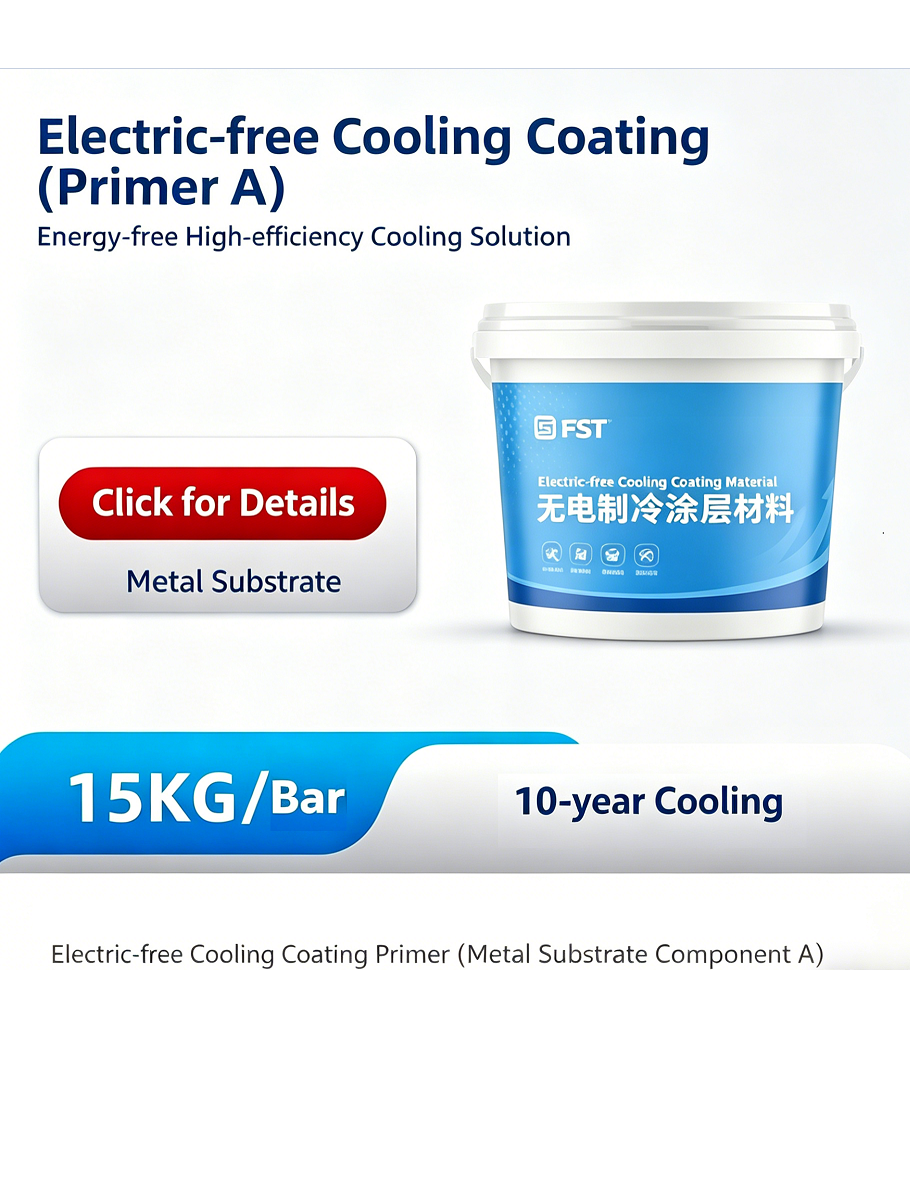 Electric-free Cooling Coating
(Primer A)
Energy-free High-efficiency Cooling Solution
FST
Electric-free Cooling Coating Material
无电制冷涂层材料
Click for Details
Metal Substrate
15KG/Bar
10-year Cooling
Electric-free Cooling Coating Primer (Metal Substrate Component A)